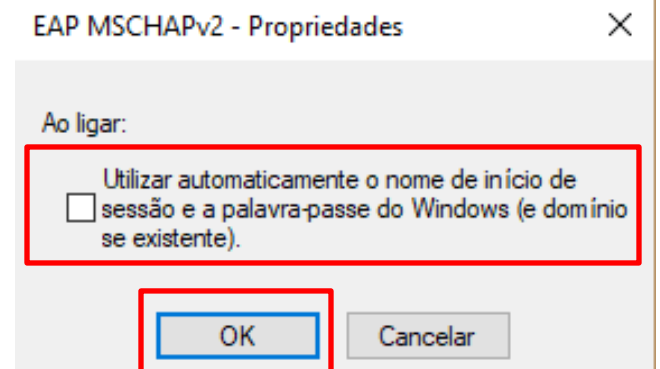 EAP MSCHAPv2 - Propriedades
Ao ligar:
Utilizar automaticamente o nome de início de
sessão e a palavra-passe do Windows (e domínio
se existente).
OK
Cancelar